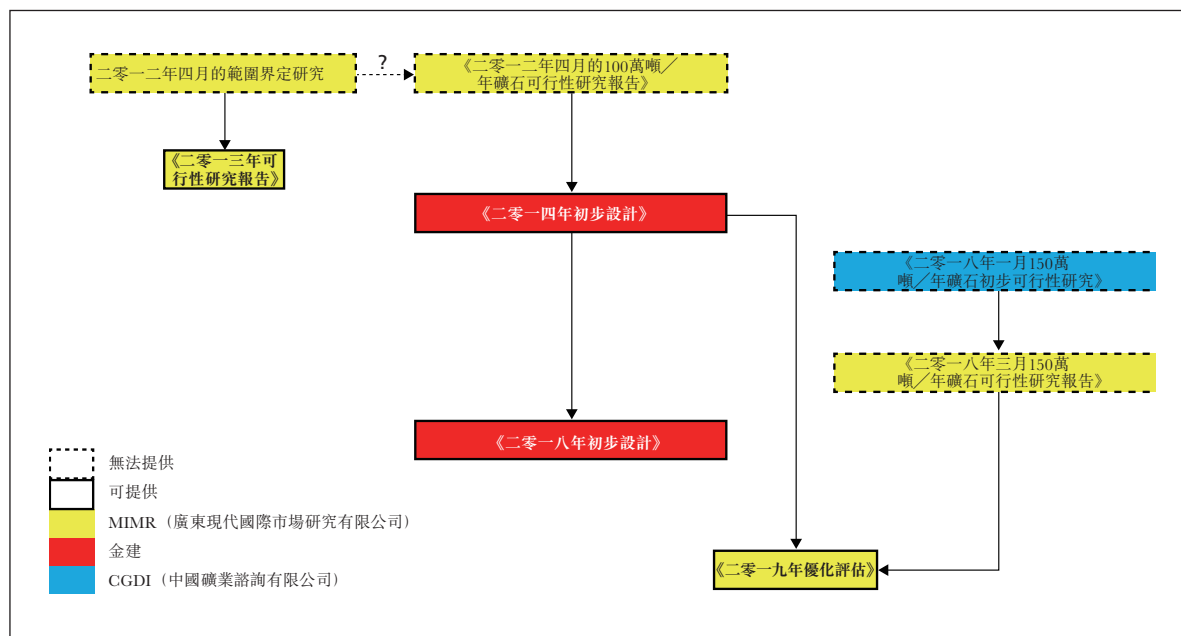 二零一二年四月的範圍界定研究
?
《二零一二年四月的100萬噸╱
年礦石可行性研究報告》
《二零一三年可
行性研究報告》
《二零一四年初步設計》
《二零一八年一月150萬
噸╱年礦石初步可行性研究》
《二零一八年三月150萬
噸╱年礦石可行性研究報告》
《二零一八年初步設計》
《二零一九年優化評估》
無法提供
可提供
MIMR（廣東現代國際市場研究有限公司）
金建
CGDI（中國礦業諮詢有限公司）